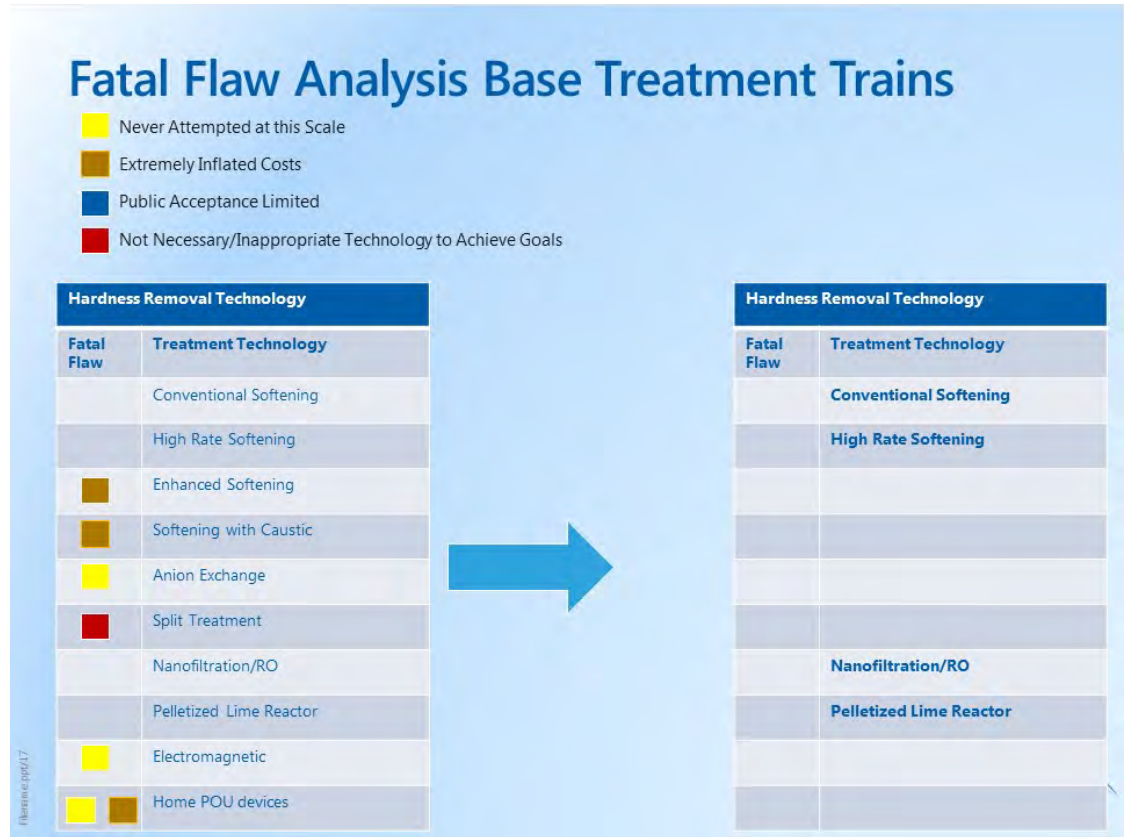 Fatal Flaw Analysis Base Treatment Trains
Never Attempted at this Scale
Extremely Inflated Costs
Public Acceptance Limited
Not Necessary/Inappropriate Technology to Achieve Goals
Hardness Removal Technology
Fatal Flaw
Treatment Technology
Conventional Softening
High Rate Softening
Enhanced Softening
Softening with Caustic
Anion Exchange
Split Treatment
Nanofiltration/RO
Pelletized Lime Reactor
Electromagnetic
Home POU devices
Hardness Removal Technology
Fatal Flaw
Treatment Technology
Conventional Softening
High Rate Softening
Nanofiltration/RO
Pelletized Lime Reactor
Filename.ppt/17